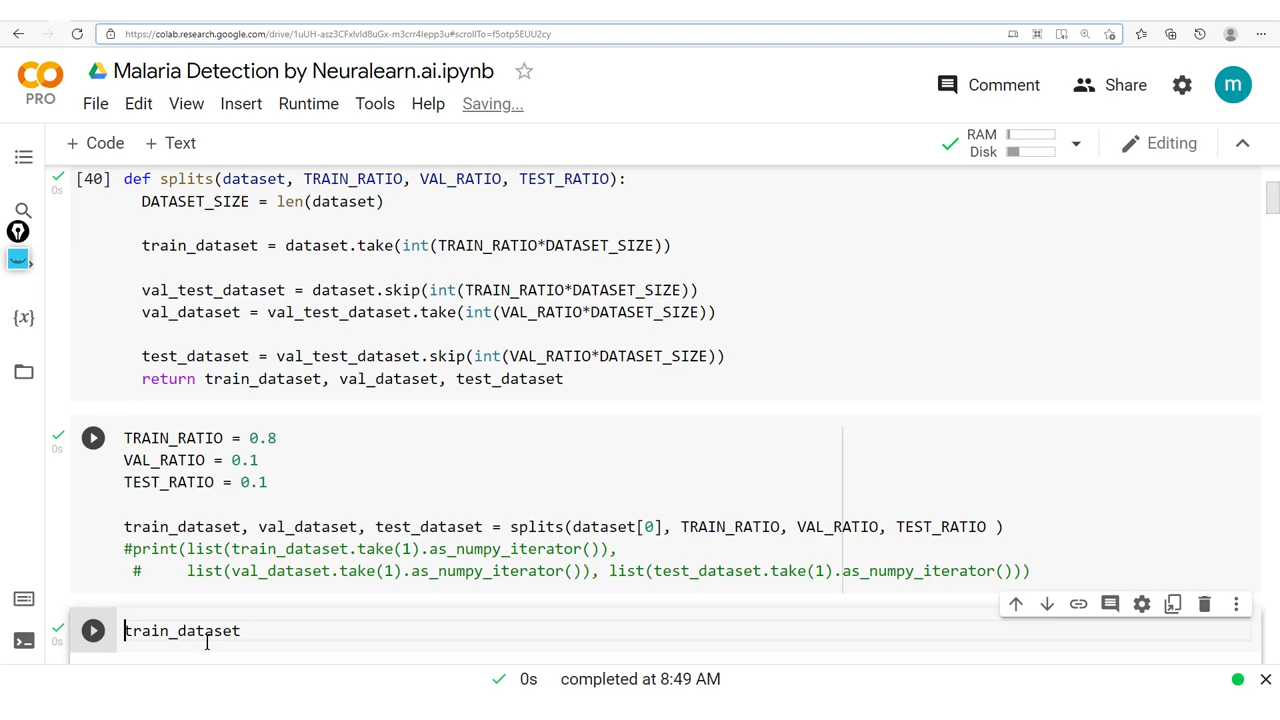 https://colab.research.google.com/drive/1uUH-asz3CFxlvld8uGx-m3crr4lepp3u#scrollTo=f5otp5EUU2cy
CO
PRO
Malaria Detection by Neuralearn.ai.ipynb
File Edit View Insert Runtime Tools Help Saving...
Comment Share m
+ Code + Text
RAM
Disk
Editing
[40] def splits(dataset, TRAIN_RATIO, VAL_RATIO, TEST_RATIO):
0s
DATASET_SIZE = len(dataset)
train_dataset = dataset.take(int(TRAIN_RATIO*DATASET_SIZE))
val_test_dataset = dataset.skip(int(TRAIN_RATIO*DATASET_SIZE))
val_dataset = val_test_dataset.take(int(VAL_RATIO*DATASET_SIZE))
{x}
test_dataset = val_test_dataset.skip(int(VAL_RATIO*DATASET_SIZE))
return train_dataset, val_dataset, test_dataset
TRAIN_RATIO = 0.8
0s
VAL_RATIO = 0.1
TEST_RATIO = 0.1
train_dataset, val_dataset, test_dataset = splits(dataset[0], TRAIN_RATIO, VAL_RATIO, TEST_RATIO )
#print(list(train_dataset.take(1).as_numpy_iterator()),
# list(val_dataset.take(1).as_numpy_iterator()), list(test_dataset.take(1).as_numpy_iterator()))
train_dataset
0s
0s completed at 8:49 AM